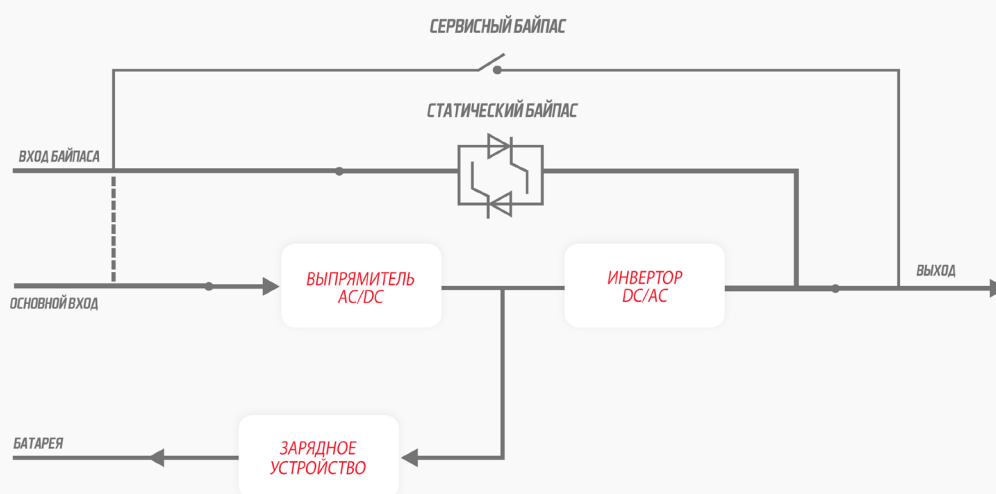 СЕРВИСНЫЙ БАЙПАС
СТАТИЧЕСКИЙ БАЙПАС
ВХОД БАЙПАСА
ВЫПРЯМИТЕЛЬ
AC/DC
ИНВЕРТОР
DC/AC
ВЫХОД
ОСНОВНОЙ ВХОД
БАТАРЕЯ
ЗАРЯДНОЕ
УСТРОЙСТВО